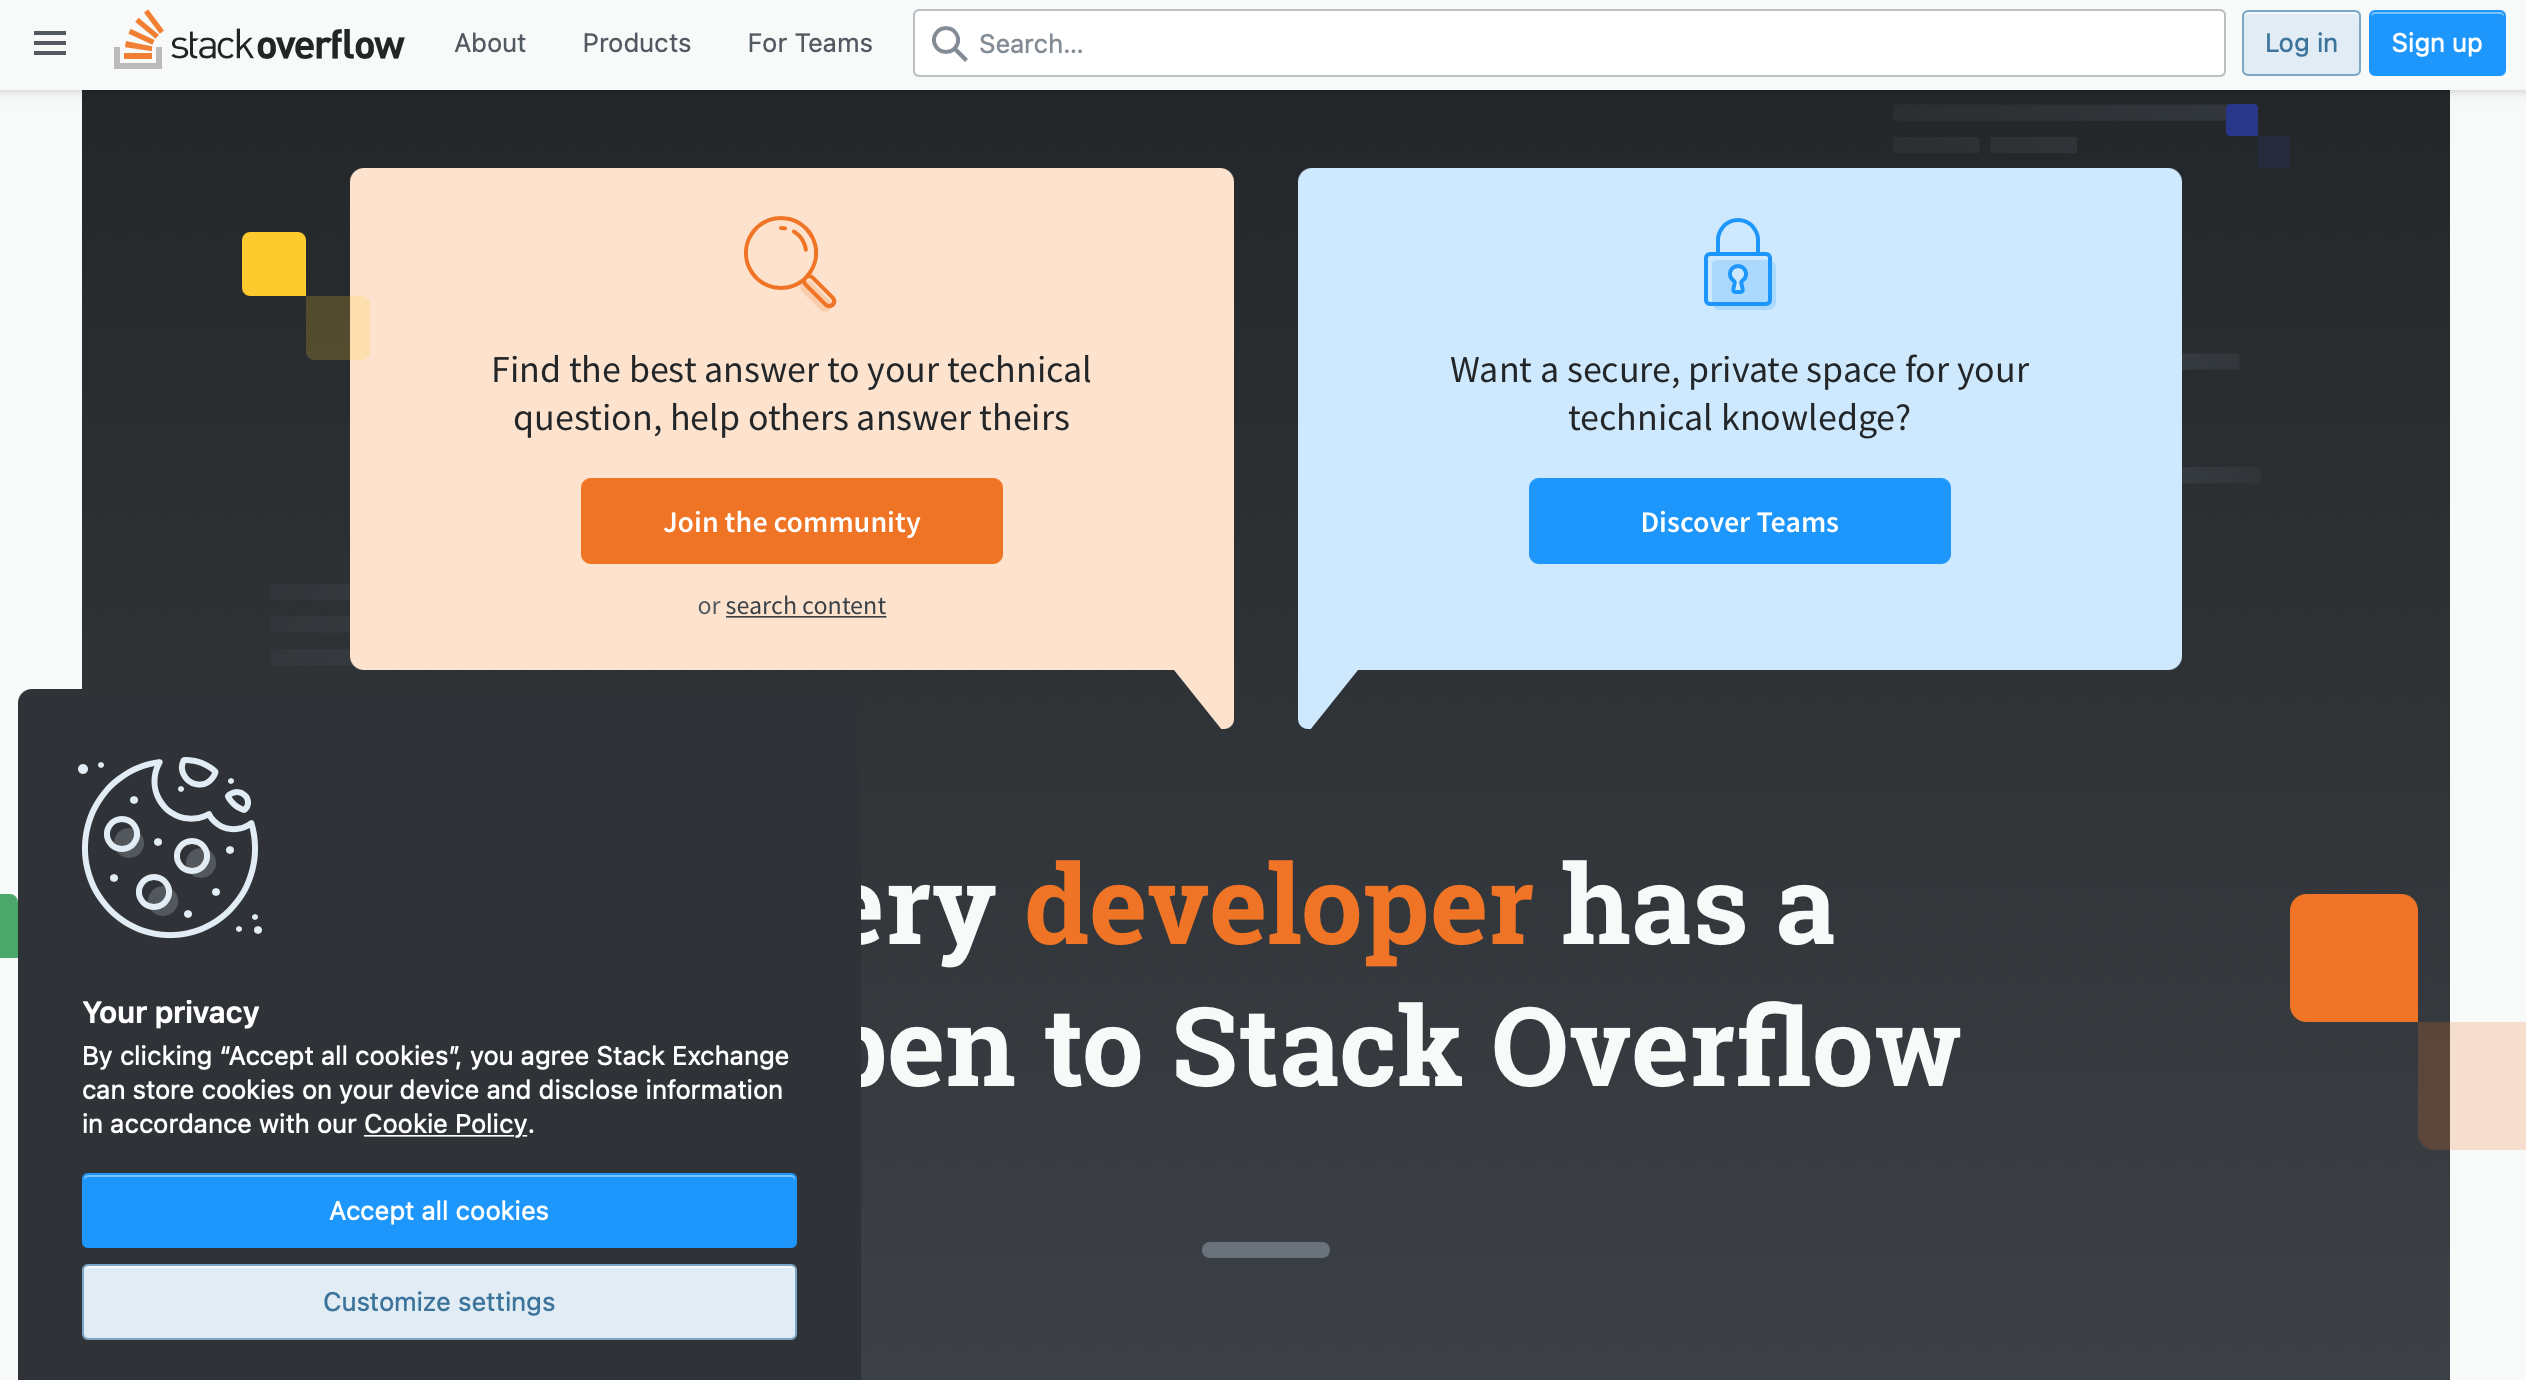 stackoverflow
About
Products
For Teams
Search...
Log in
Sign up
Find the best answer to your technical
question, help others answer theirs
Join the community
or search content
Want a secure, private space for your
technical knowledge?
Discover Teams
ery developer has a
pen to Stack Overflow
Your privacy
By clicking “Accept all cookies”, you agree Stack Exchange
can store cookies on your device and disclose information
in accordance with our Cookie Policy.
Accept all cookies
Customize settings